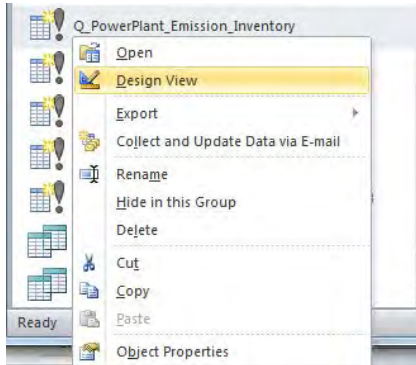 Q_PowerPlant_Emission_Inventory
Open
Design View
Export
Collect and Update Data via E-mail
Rename
Hide in this Group
Delete
Cut
Copy
Paste
Ready
Object Properties